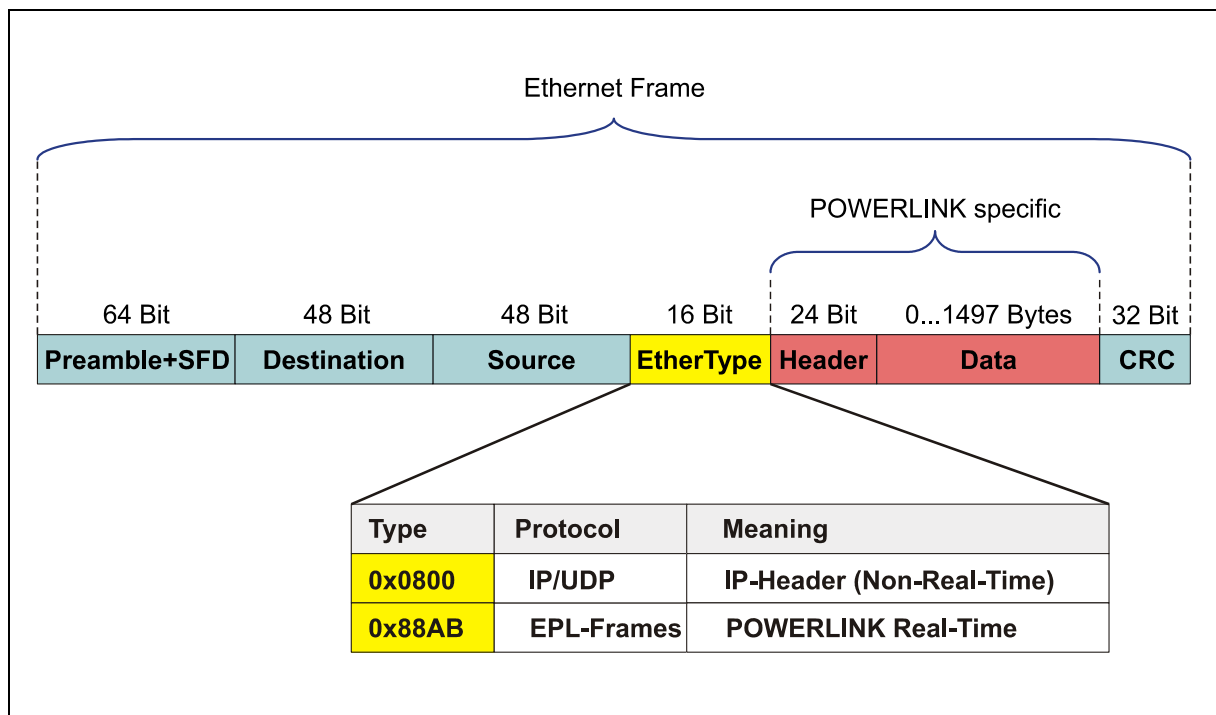 Ethernet Frame
POWERLINK specific
64 Bit 48 Bit 48 Bit 16 Bit 24 Bit 0...1497 Bytes 32 Bit
Preamble+SFD Destination Source EtherType Header Data CRC
Type Protocol Meaning
0x0800 IP/UDP IP-Header (Non-Real-Time)
0x88AB EPL-Frames POWERLINK Real-Time